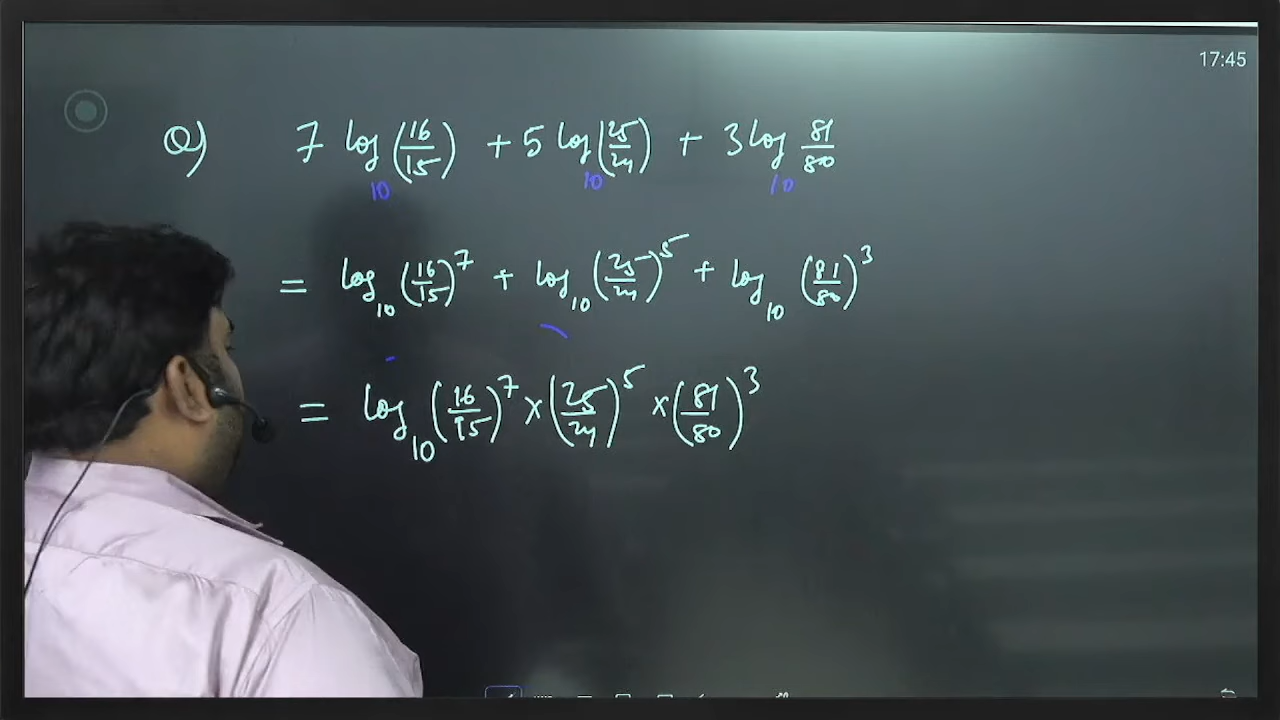 17:45
Q) 7 log₁₀(16/15) + 5 log₁₀(25/24) + 3 log₁₀ 81/80
= log₁₀(16/15)⁷ + log₁₀(25/24)⁵ + log₁₀(81/80)³
= log₁₀(16/15)⁷ × (25/24)⁵ × (81/80)³